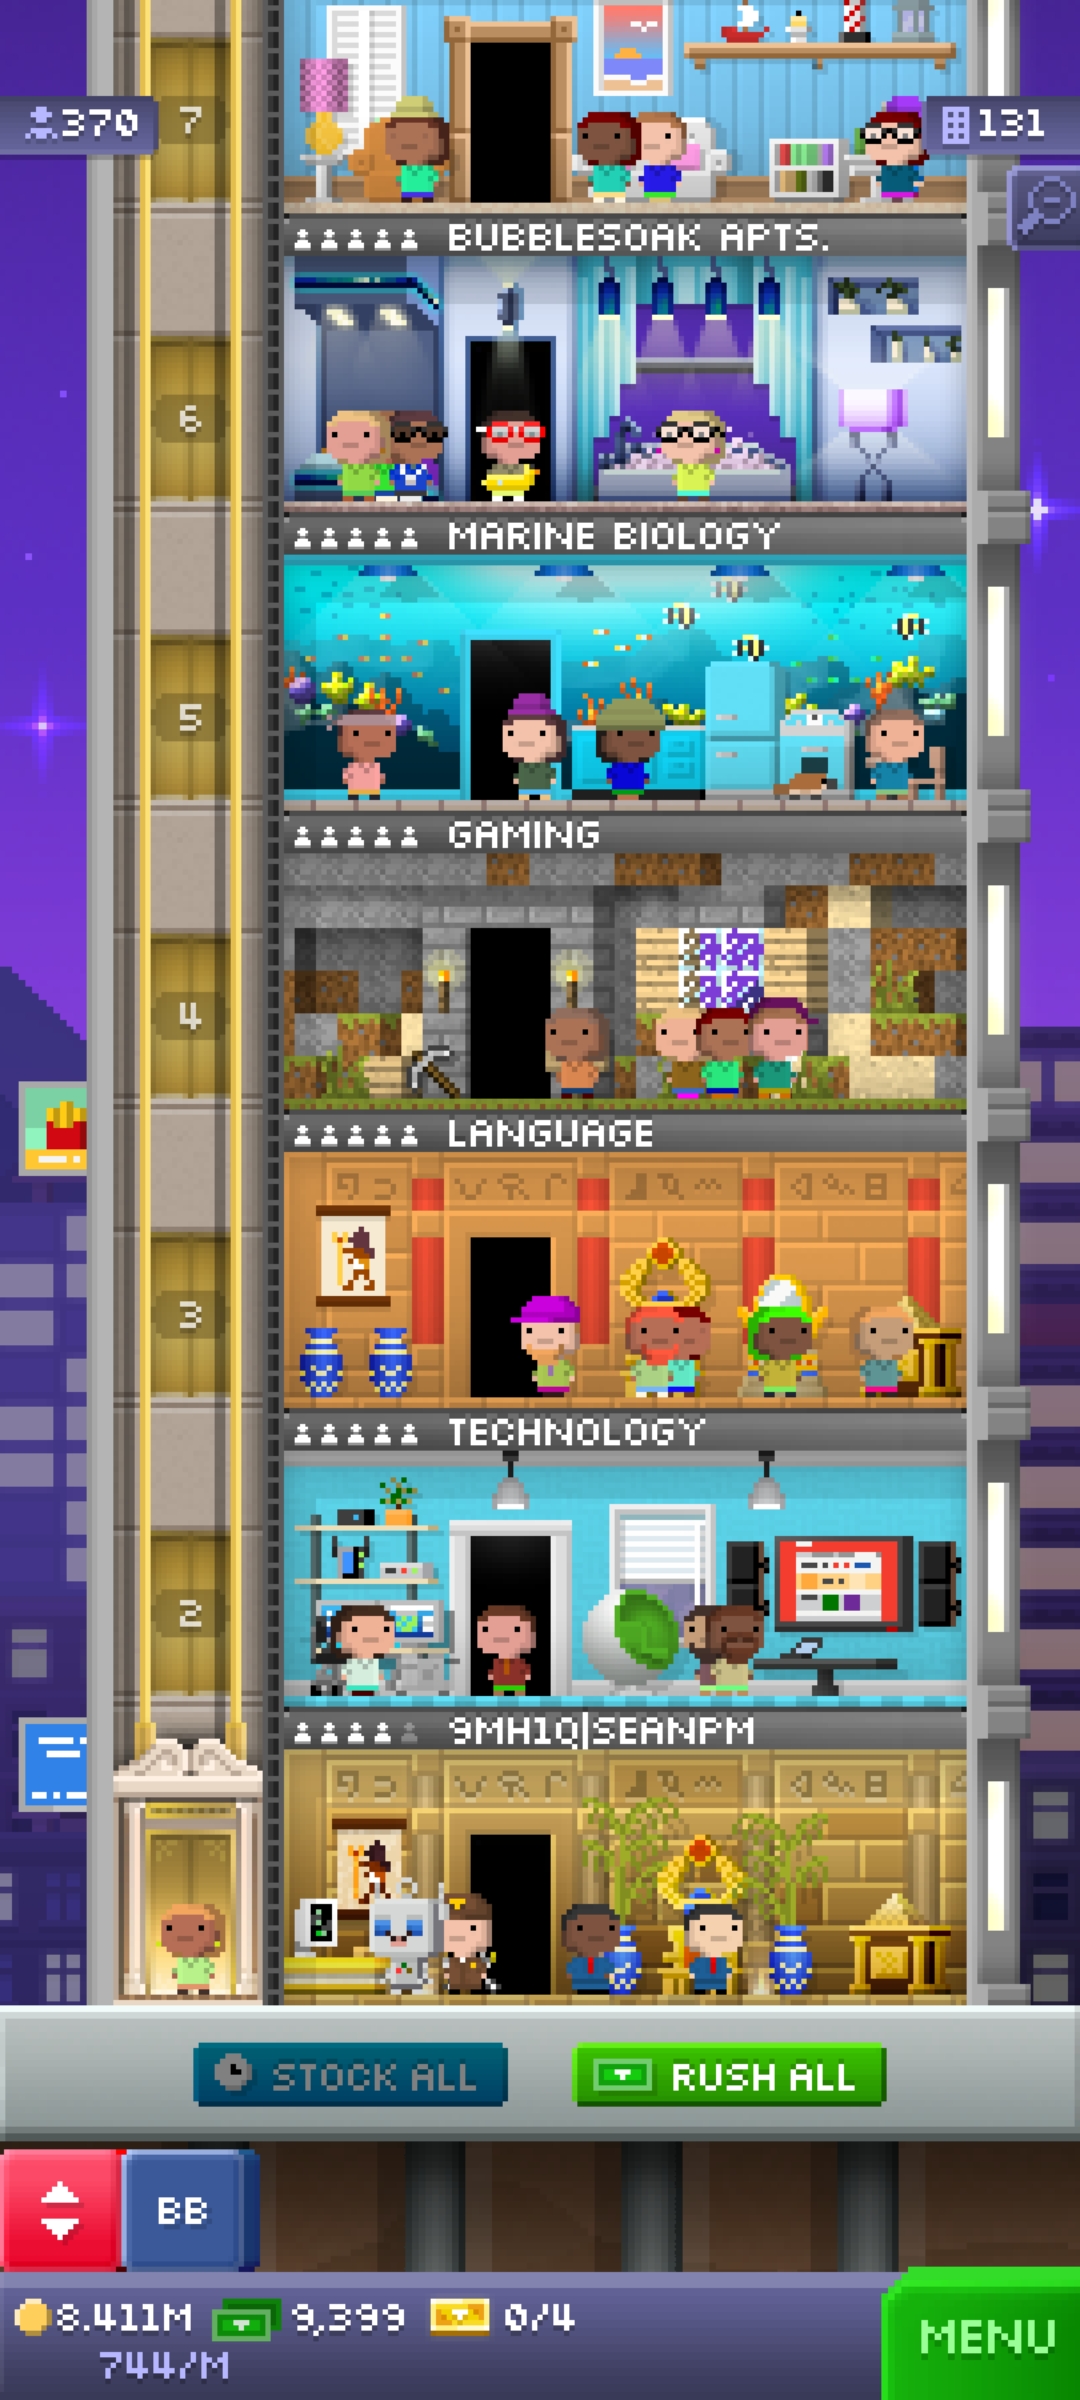 370
7
131
BUBBLESOAK APTS.
6
MARINE BIOLOGY
5
GAMING
4
LANGUAGE
3
TECHNOLOGY
2
9MH1Q|SEANPM
STOCK ALL
RUSH ALL
BB
8.411M
9,399
0/4
744/M
MENU